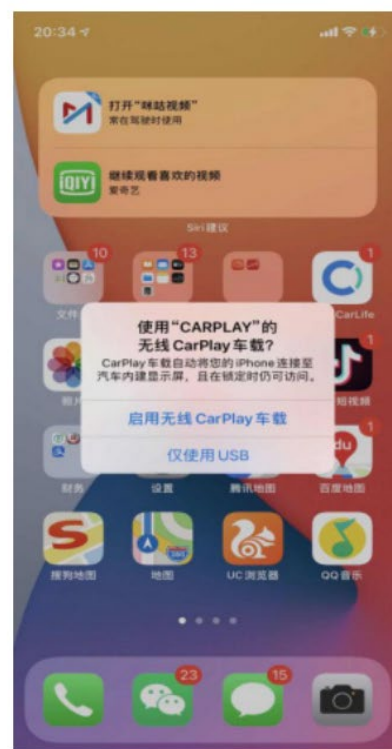 20:34
打开“咪咕视频”
常在驾驶时使用
iQIYI
继续观看喜欢的视频
爱奇艺
Siri 建议
10
13
1
CarLife
使用“CARPLAY”的
无线 CarPlay 车载?
CarPlay 车载自动将您的 iPhone 连接至
汽车内建显示屏，且在锁定时仍可访问。
启用无线 CarPlay 车载
仅使用 USB
1
照片
短视频
du
财务
设置
腾讯地图
百度地图
搜狗地图
地图
UC 浏览器
QQ 音乐
23
15